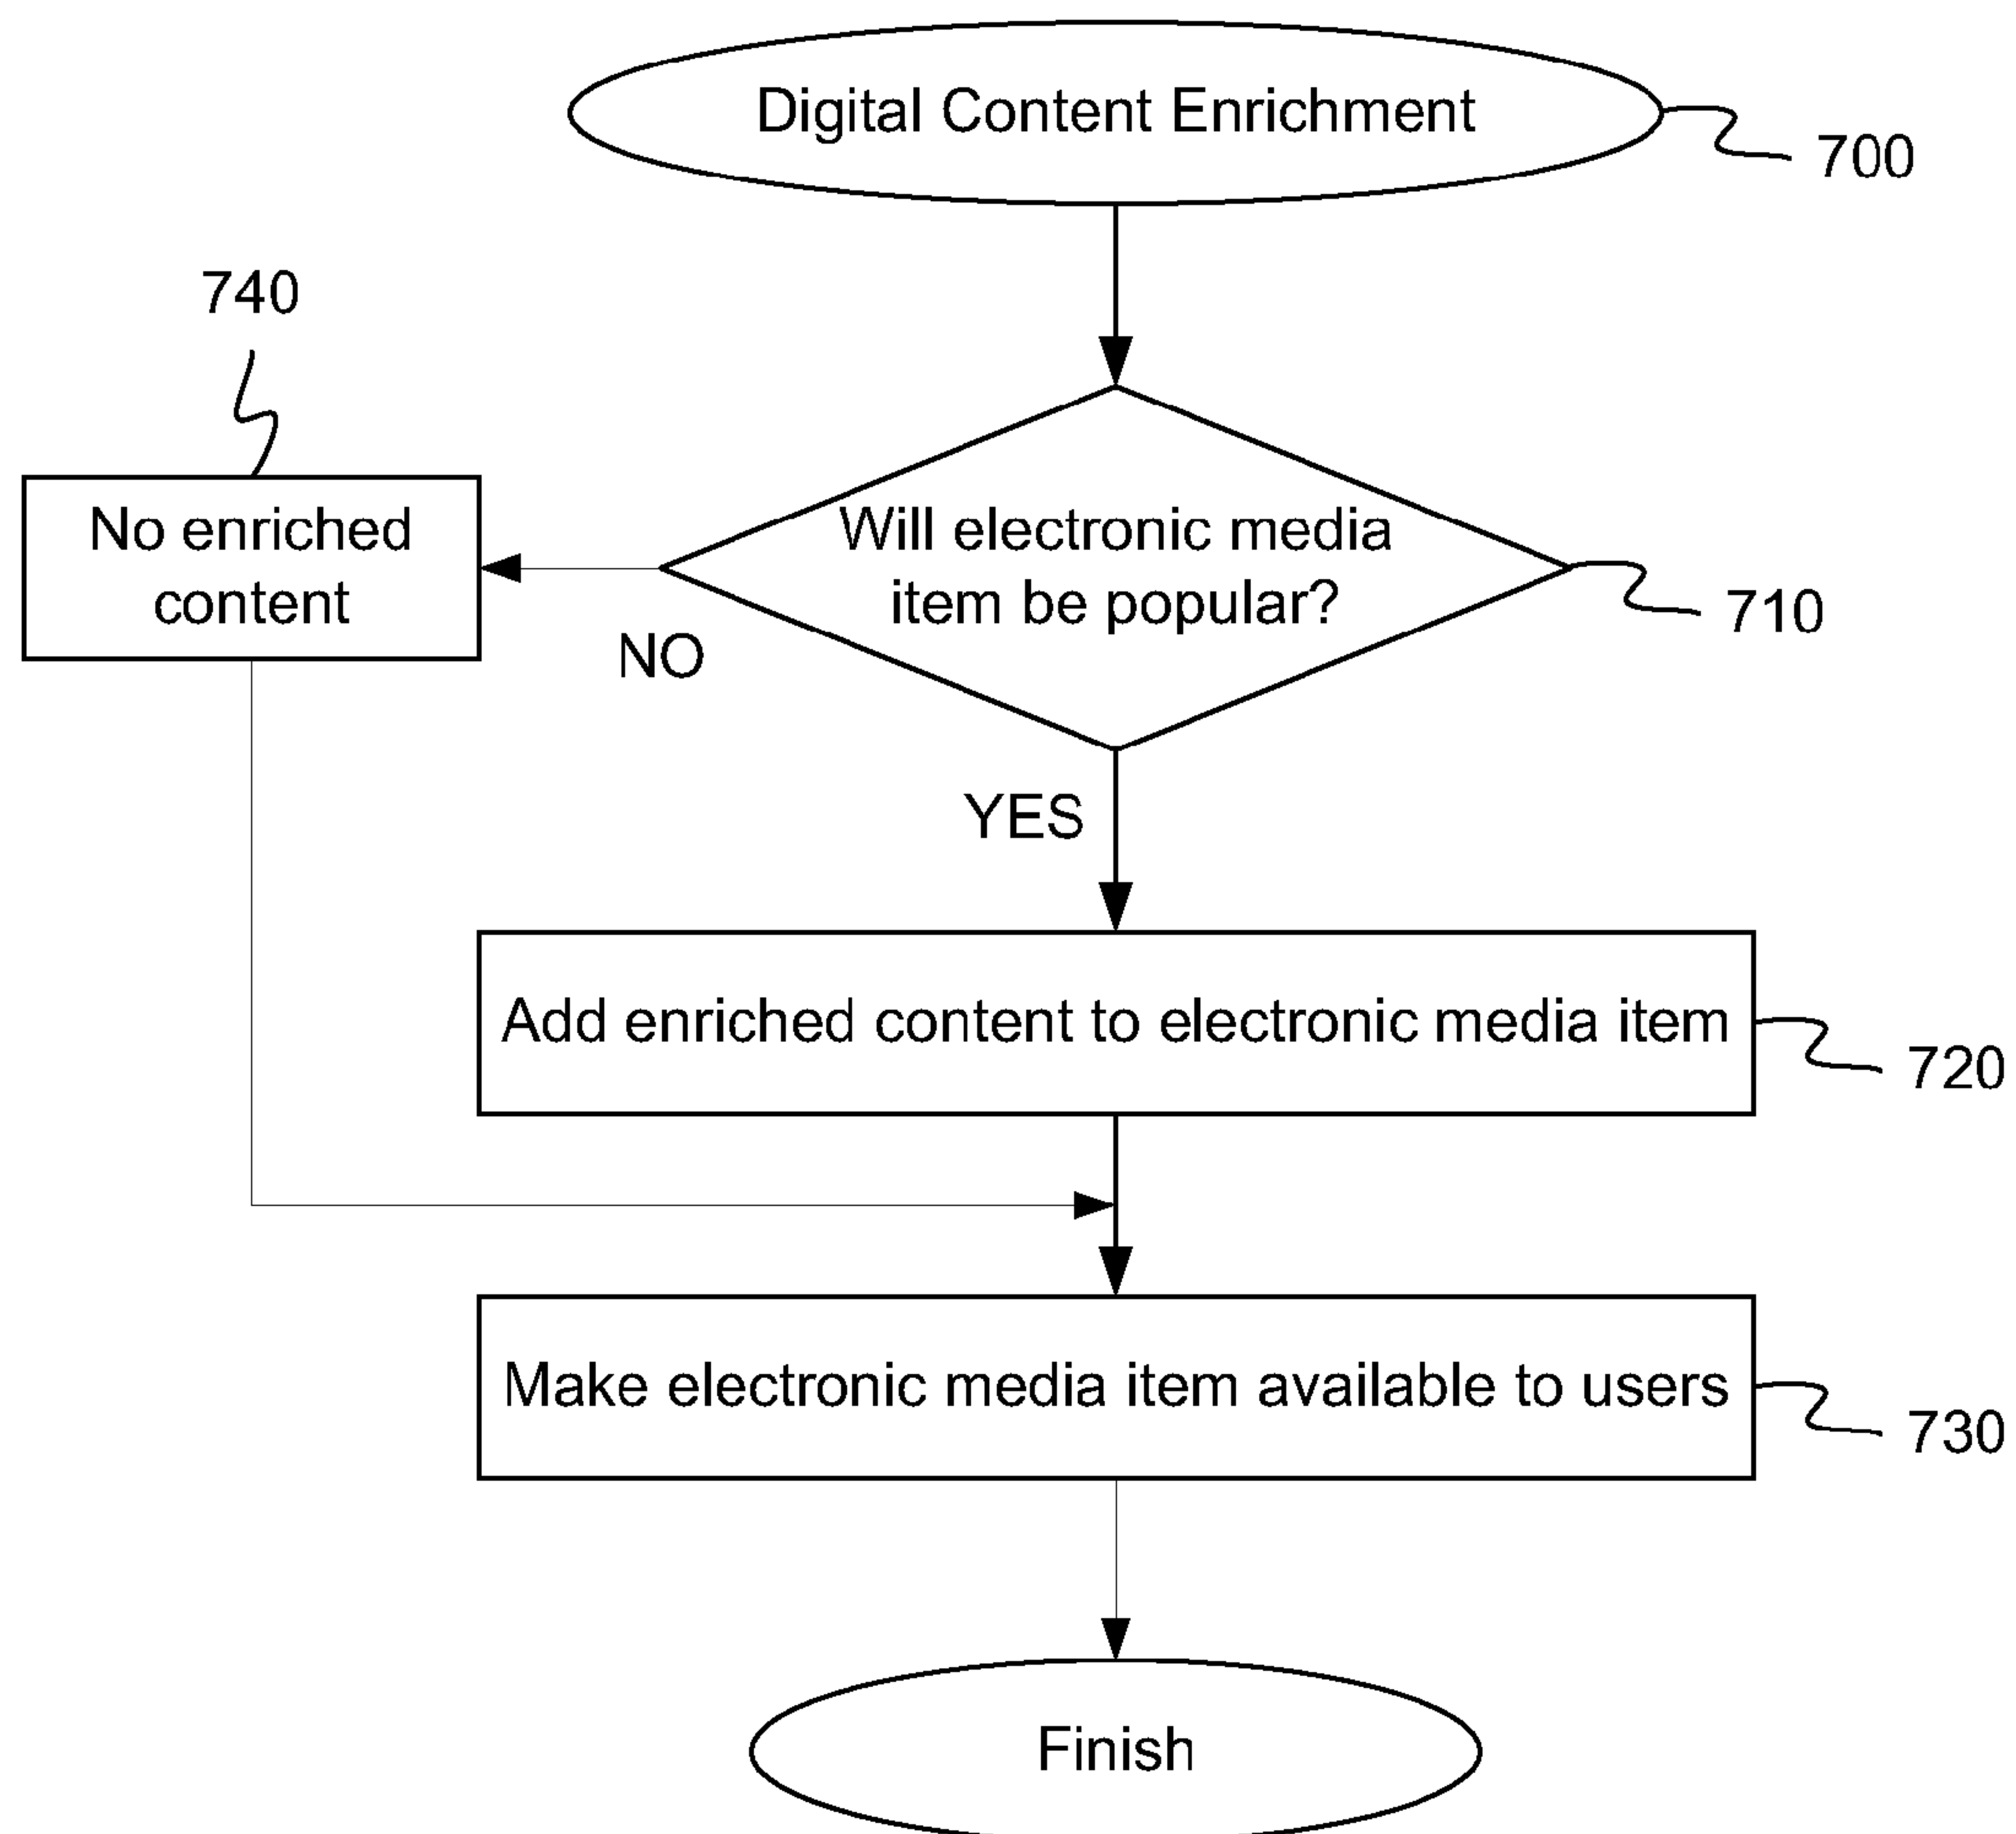 Digital Content Enrichment
700
740
No enriched
content
Will electronic media
item be popular?
710
NO
YES
Add enriched content to electronic media item
720
Make electronic media item available to users
730
Finish